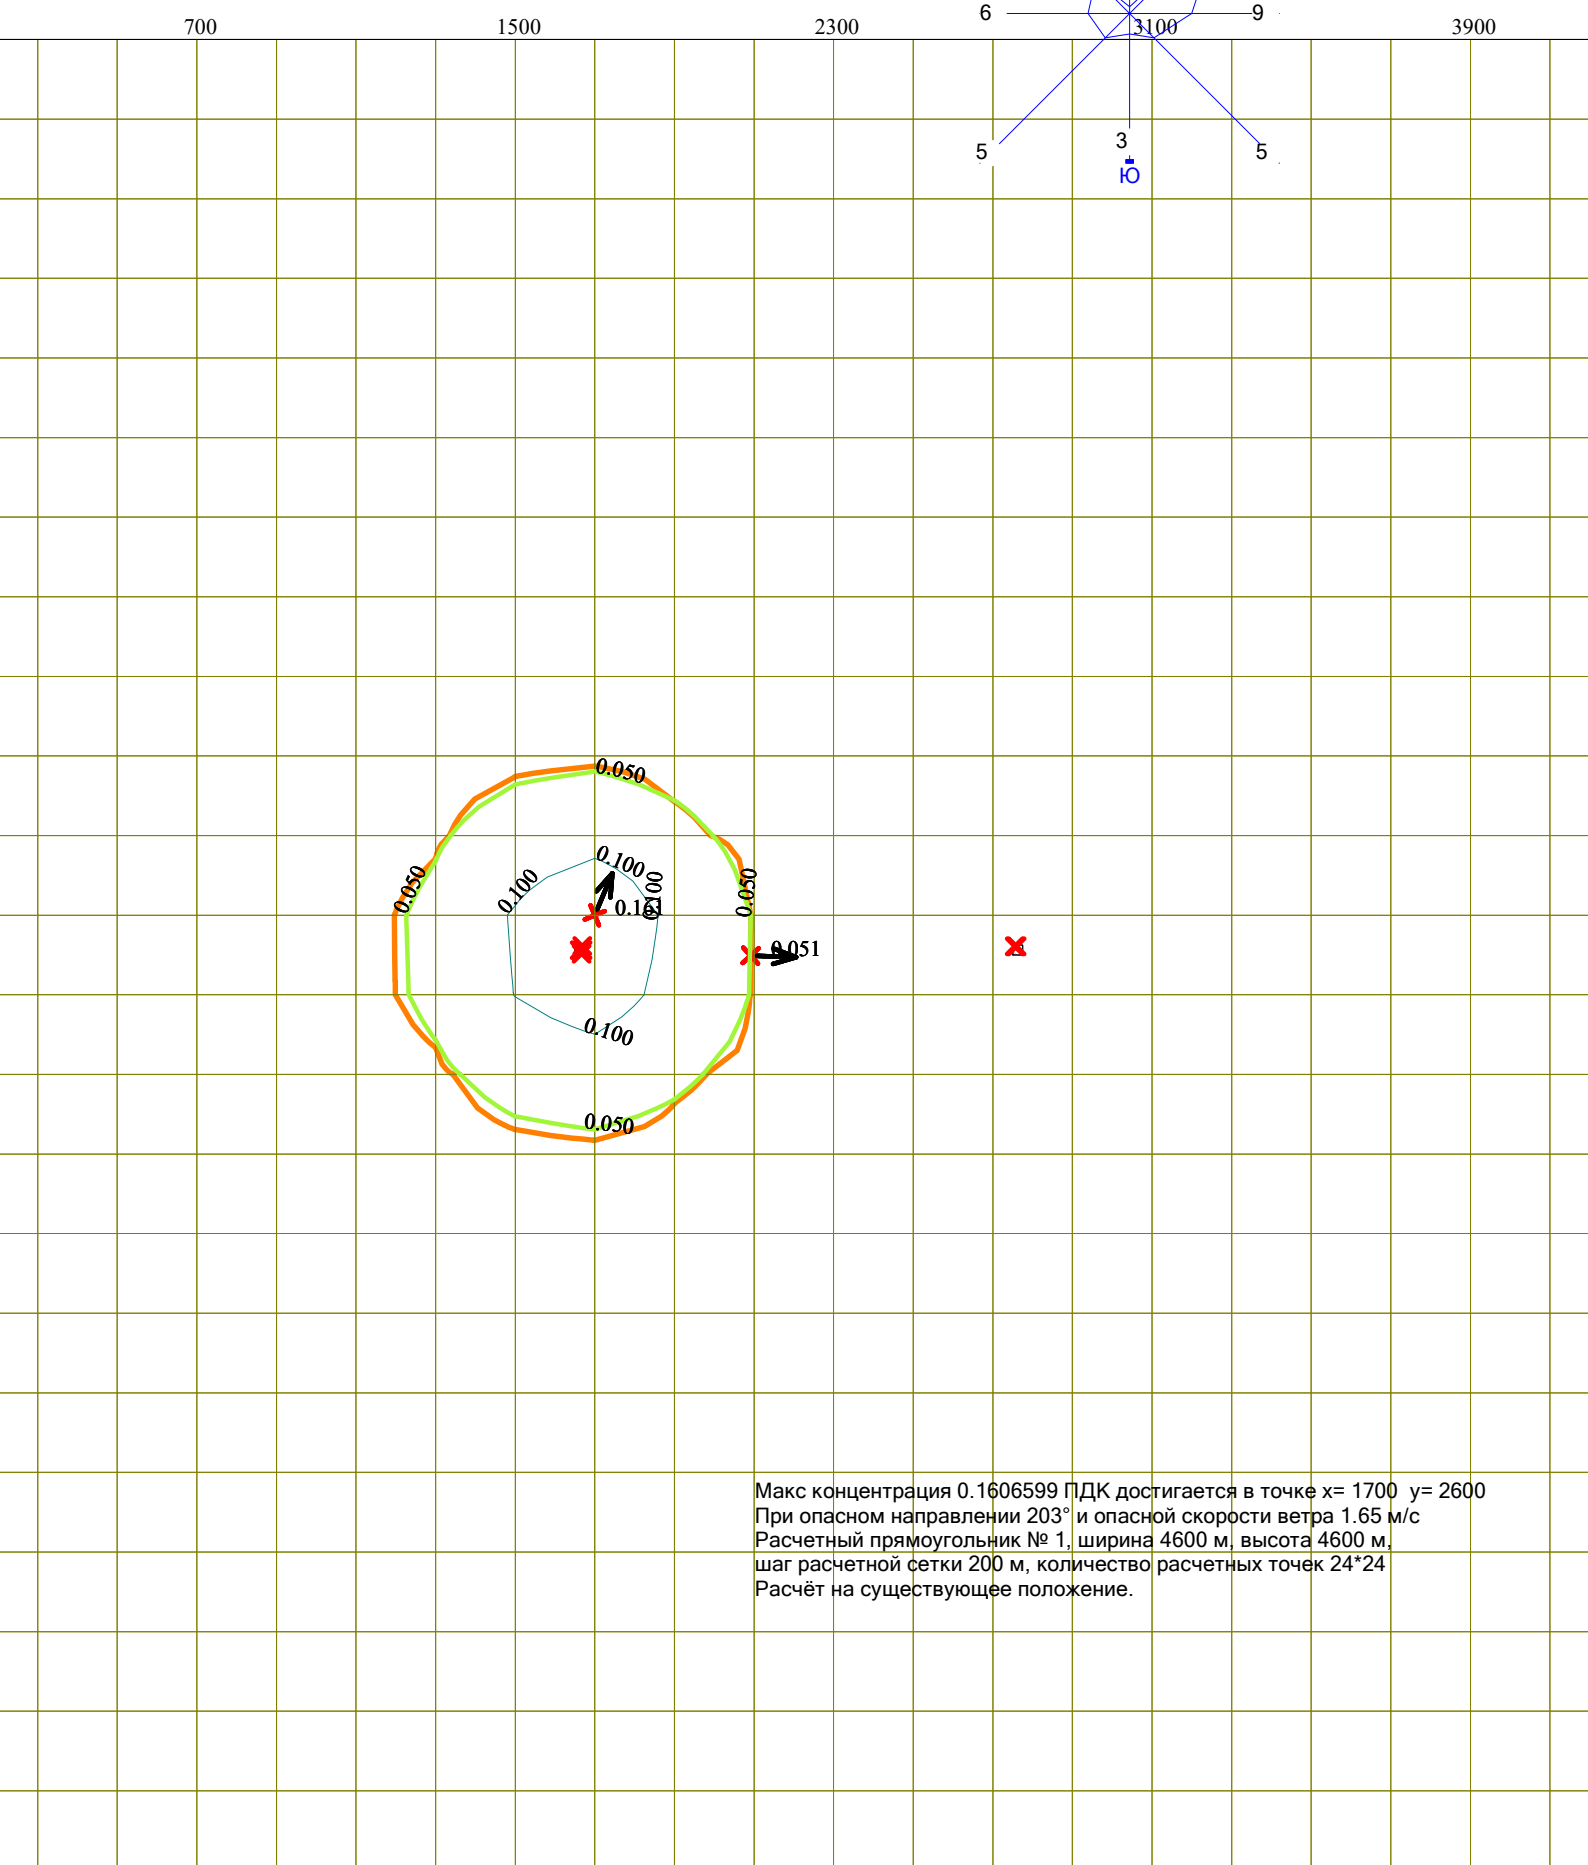 6 9
700 1500 2300 3100 3900
3
5 5
Ю
0.050
0.100
0.050 0.100 0.100 0.050
0.161
0.051
0.100
0.050
Макс концентрация 0.1606599 ПДК достигается в точке x= 1700 y= 2600
При опасном направлении 203° и опасной скорости ветра 1.65 м/с
Расчетный прямоугольник № 1, ширина 4600 м, высота 4600 м,
шаг расчетной сетки 200 м, количество расчетных точек 24*24
Расчёт на существующее положение.